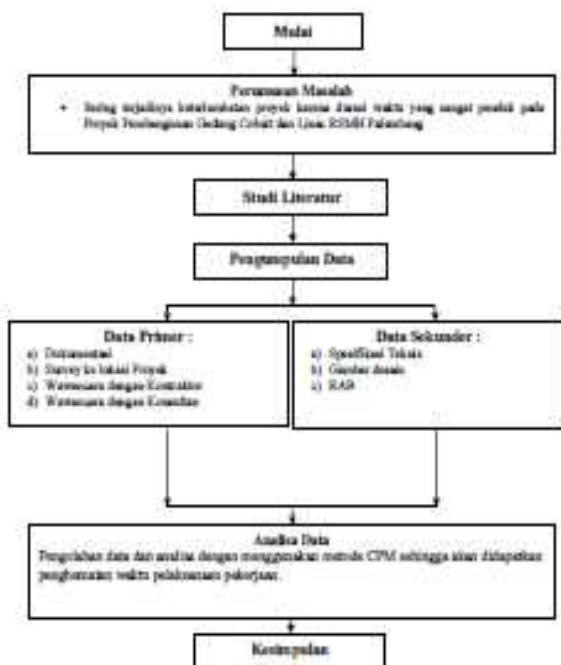 Mulai
Perumusan Masalah
• Sering terjadinya keterlambatan proyek karena durasi waktu yang sangat pendek pada
Proyek Pembangunan Gedung Cobalt dan Linac RSMH Palembang
Studi Literatur
Pengumpulan Data
Data Primer :
a) Dokumentasi
b) Survey ke lokasi Proyek
c) Wawancara dengan Kontraktor
d) Wawancara dengan Konsultan
Data Sekunder :
a) Spesifikasi Teknis
b) Gambar desain
c) RAB
Analisa Data
Pengolahan data dan analisa dengan menggunakan metode CPM sehingga akan didapatkan
penghematan waktu pelaksanaan pekerjaan.
Kesimpulan